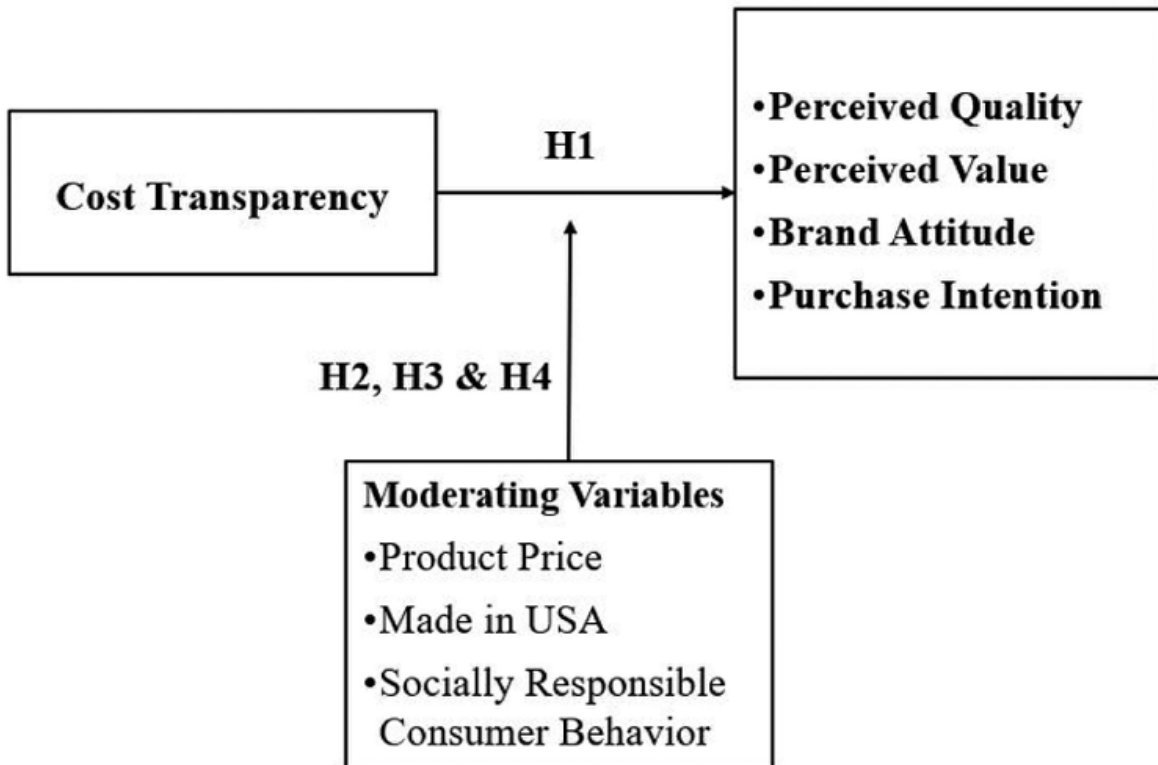 Cost Transparency
H1
•Perceived Quality
•Perceived Value
•Brand Attitude
•Purchase Intention
H2, H3 & H4
Moderating Variables
•Product Price
•Made in USA
•Socially Responsible
Consumer Behavior